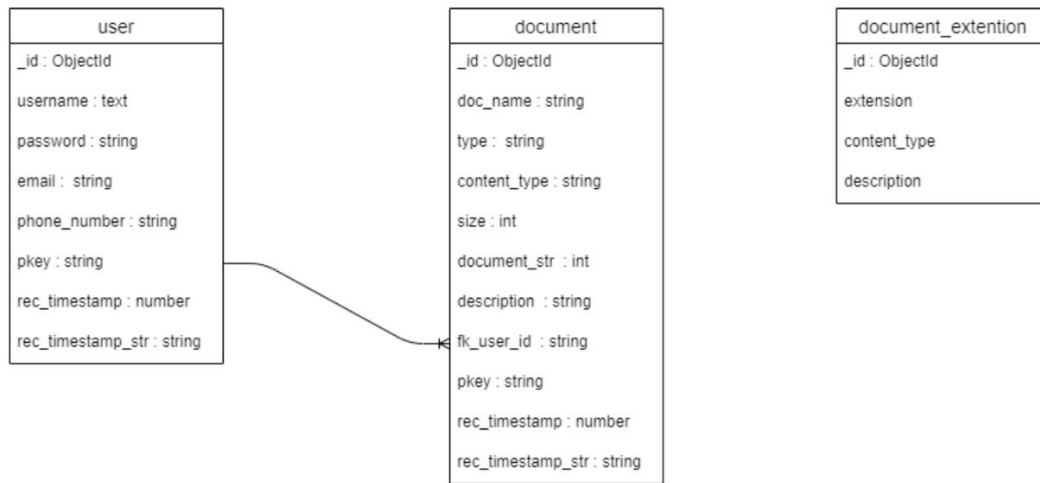 user
_id : ObjectId
username : text
password : string
email :  string
phone_number : string
pkey : string
rec_timestamp : number
rec_timestamp_str : string
document
_id : ObjectId
doc_name : string
type :  string
content_type : string
size : int
document_str  : int
description  : string
fk_user_id  : string
pkey : string
rec_timestamp : number
rec_timestamp_str : string
document_extention
_id : ObjectId
extension
content_type
description